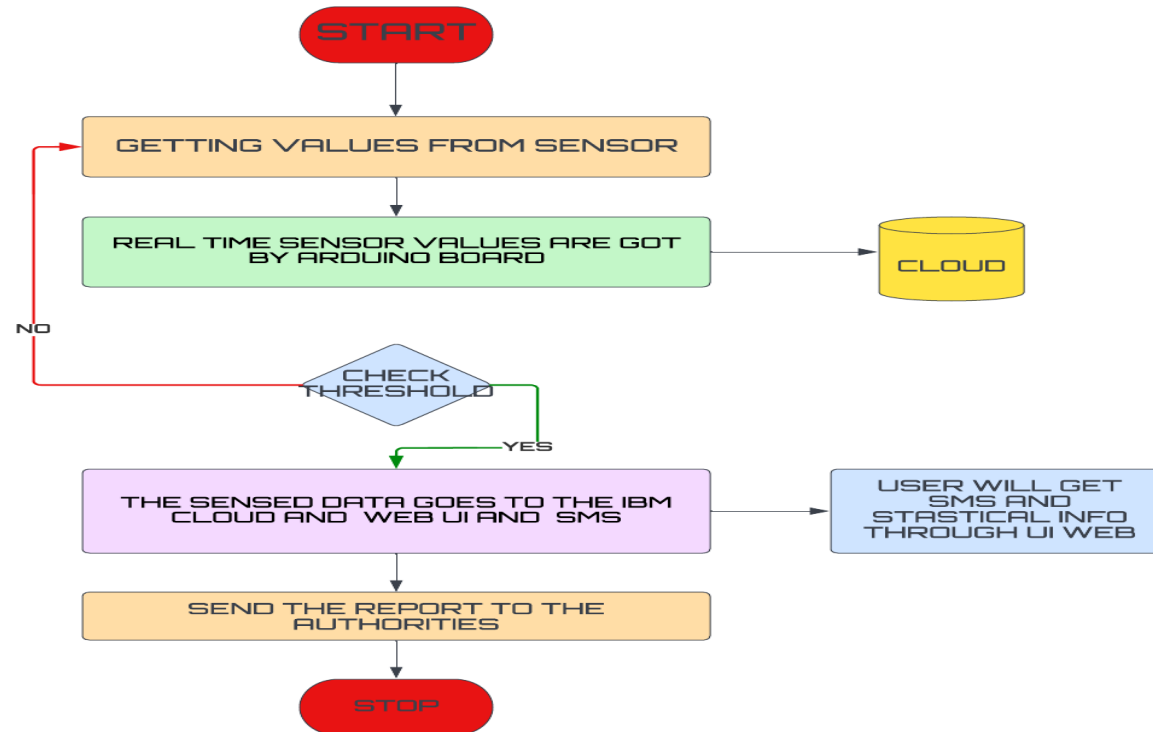 START
GETTING VALUES FROM SENSOR
REAL TIME SENSOR VALUES ARE GOT
BY ARDUINO BOARD
CLOUD
NO
CHECK
THRESHOLD
YES
THE SENSED DATA GOES TO THE IBM
CLOUD AND WEB UI AND SMS
USER WILL GET
SMS AND
STASTICAL INFO
THROUGH UI WEB
SEND THE REPORT TO THE
AUTHORITIES
STOP